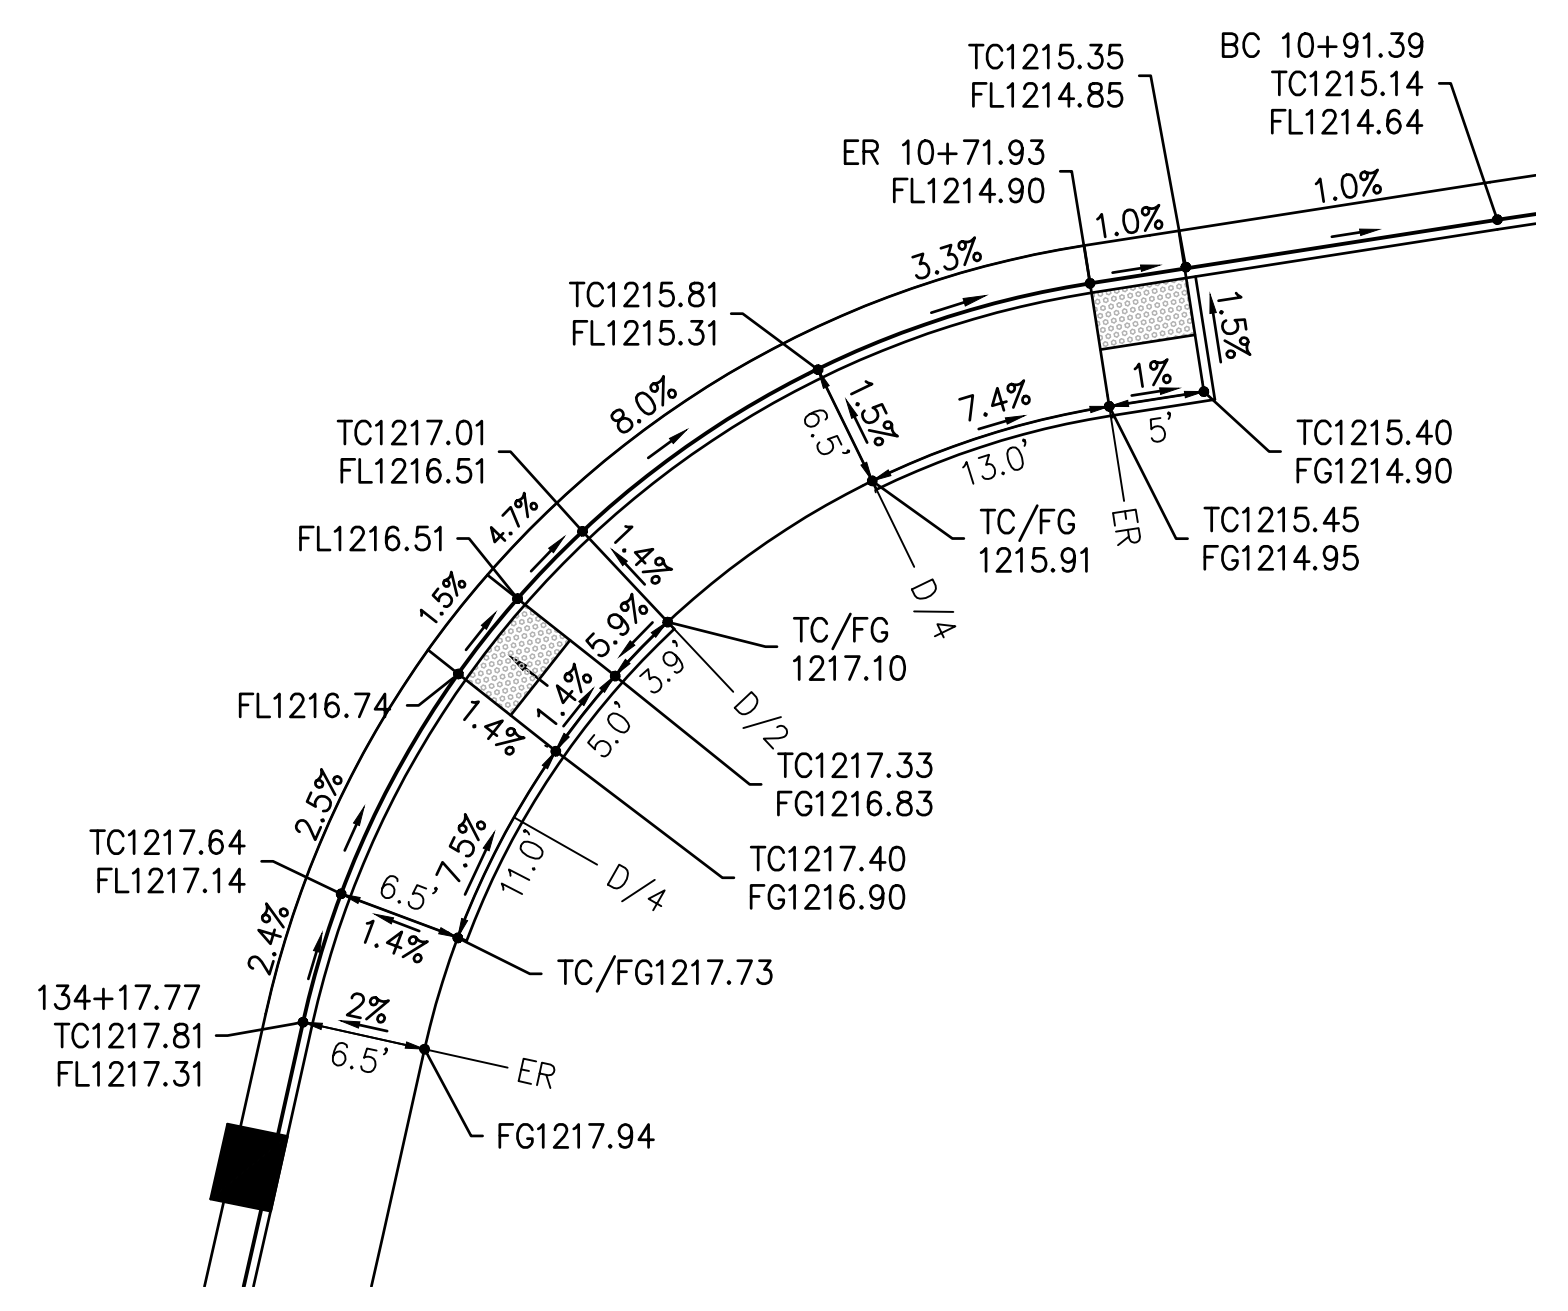 TC1215.35
FL1214.85
BC 10+91.39
TC1215.14
FL1214.64
ER 10+71.93
FL1214.90
1.0%
1.0%
3.3%
TC1215.81
FL1215.31
8.0%
1.5%
6.5'
7.4%
13.0'
1%
5'
1.5%
TC1215.40
FG1214.90
TC1217.01
FL1216.51
4.7%
FL1216.51
1.4%
TC/FG
1215.91
ER
TC1215.45
FG1214.95
D/4
1.5%
5.9%
3.9'
TC/FG
1217.10
FL1216.74
1.4%
1.4%
5.0'
D/2
TC1217.33
FG1216.83
2.5%
TC1217.64
FL1217.14
7.5%
11.0'
D/4
TC1217.40
FG1216.90
6.5'
1.4%
2.4%
TC/FG1217.73
134+17.77
TC1217.81
FL1217.31
2%
6.5'
ER
FG1217.94